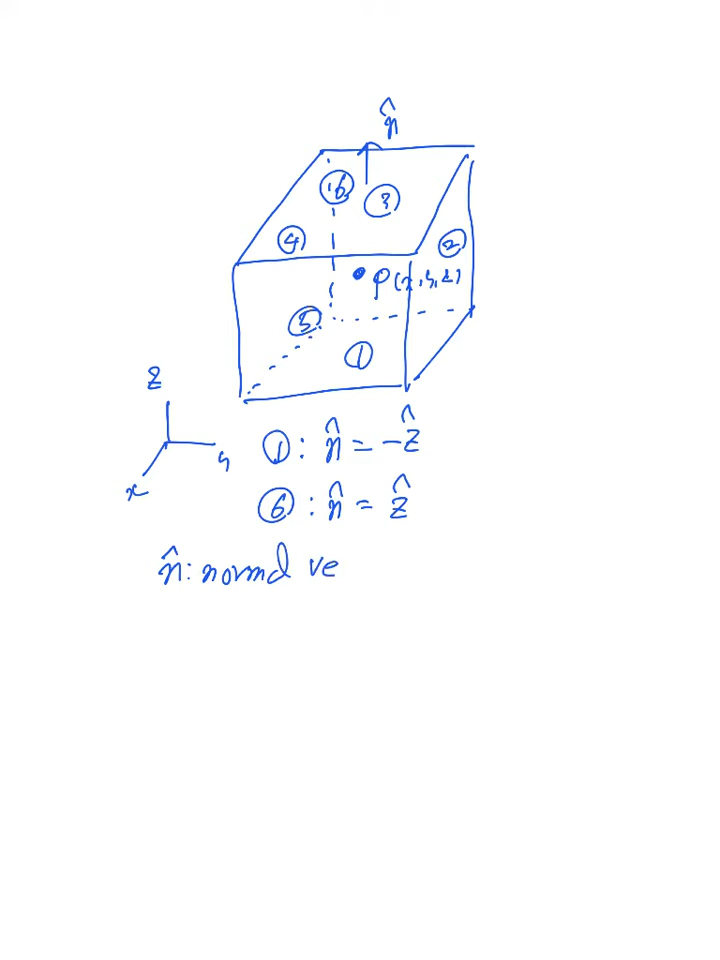 n̂
⑥ ③
④ ②
P(x, y, z)
⑤
①
z
y
x
①: n̂ = -ẑ
⑥: n̂ = ẑ
n̂: normal ve